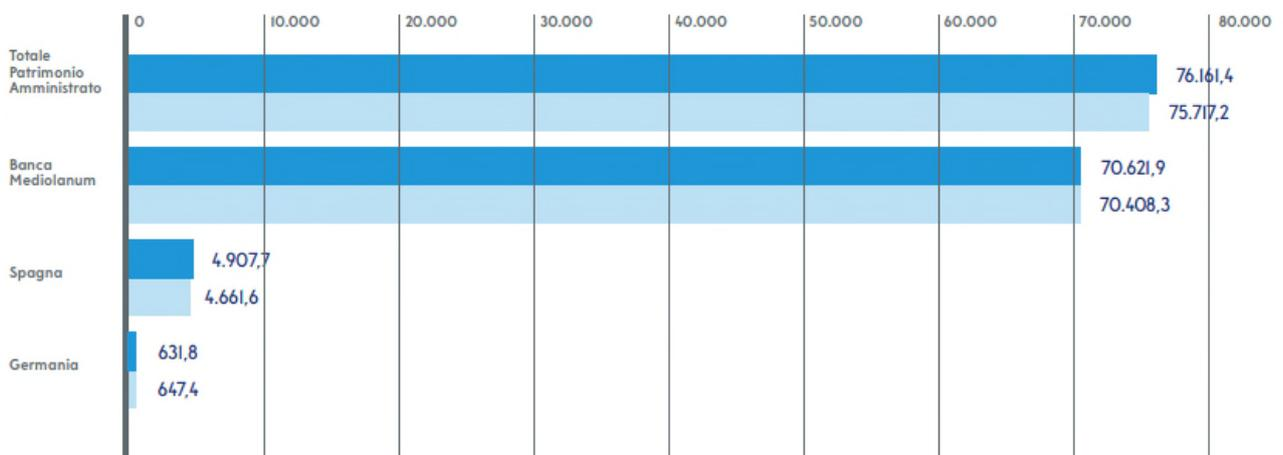 0 10.000 20.000 30.000 40.000 50.000 60.000 70.000 80.000
Totale
Patrimonio
Amministrato
76.161,4
75.717,2
Banca
Mediolanum
70.621,9
70.408,3
Spagna
4.907,7
4.661,6
Germania
631,8
647,4